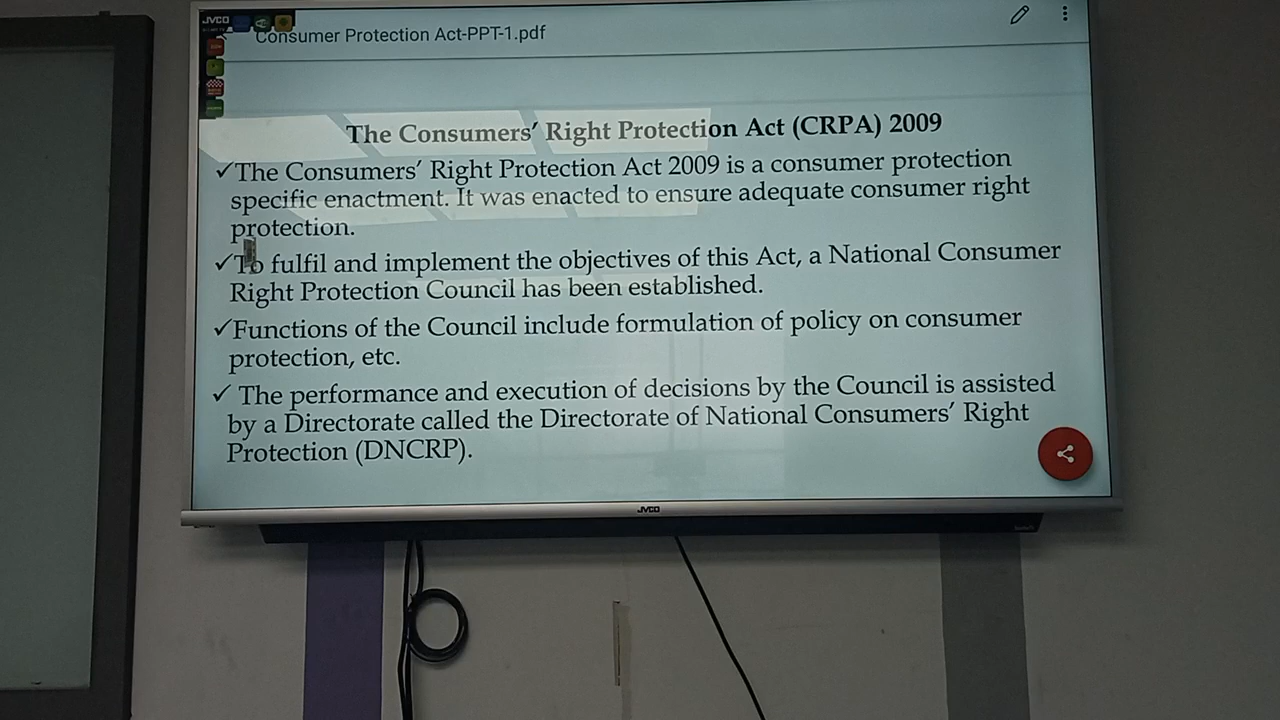 JVCO
Consumer Protection Act-PPT-1.pdf
The Consumers' Right Protection Act (CRPA) 2009
✓The Consumers' Right Protection Act 2009 is a consumer protection
specific enactment. It was enacted to ensure adequate consumer right
protection.
✓To fulfil and implement the objectives of this Act, a National Consumer
Right Protection Council has been established.
✓Functions of the Council include formulation of policy on consumer
protection, etc.
✓ The performance and execution of decisions by the Council is assisted
by a Directorate called the Directorate of National Consumers' Right
Protection (DNCRP).
JVCO